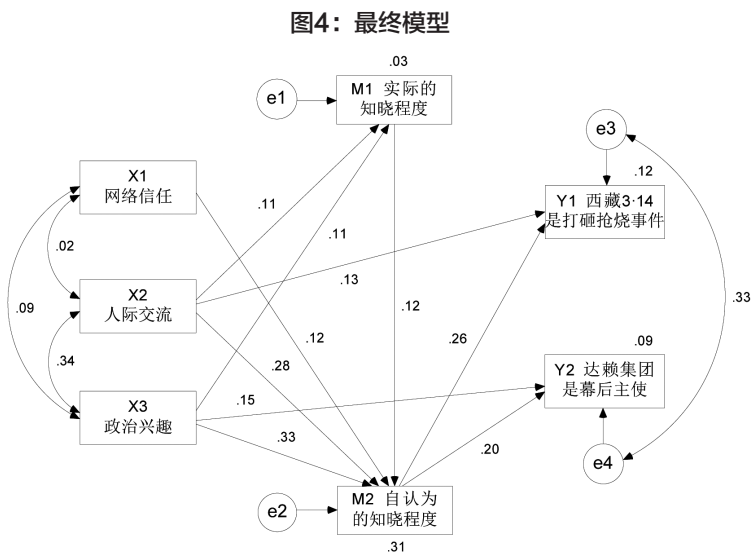 图4：最终模型
.03
e1
M1 实际的
知晓程度
e3
.12
X1
网络信任
.11
Y1 西藏3·14
是打砸抢烧事件
.11
.02
X2
人际交流
.13
.09
.12
.33
.12
.26
.34
.28
.09
Y2 达赖集团
是幕后主使
X3
政治兴趣
.15
.33
.20
e4
M2 自认为
的知晓程度
e2
.31